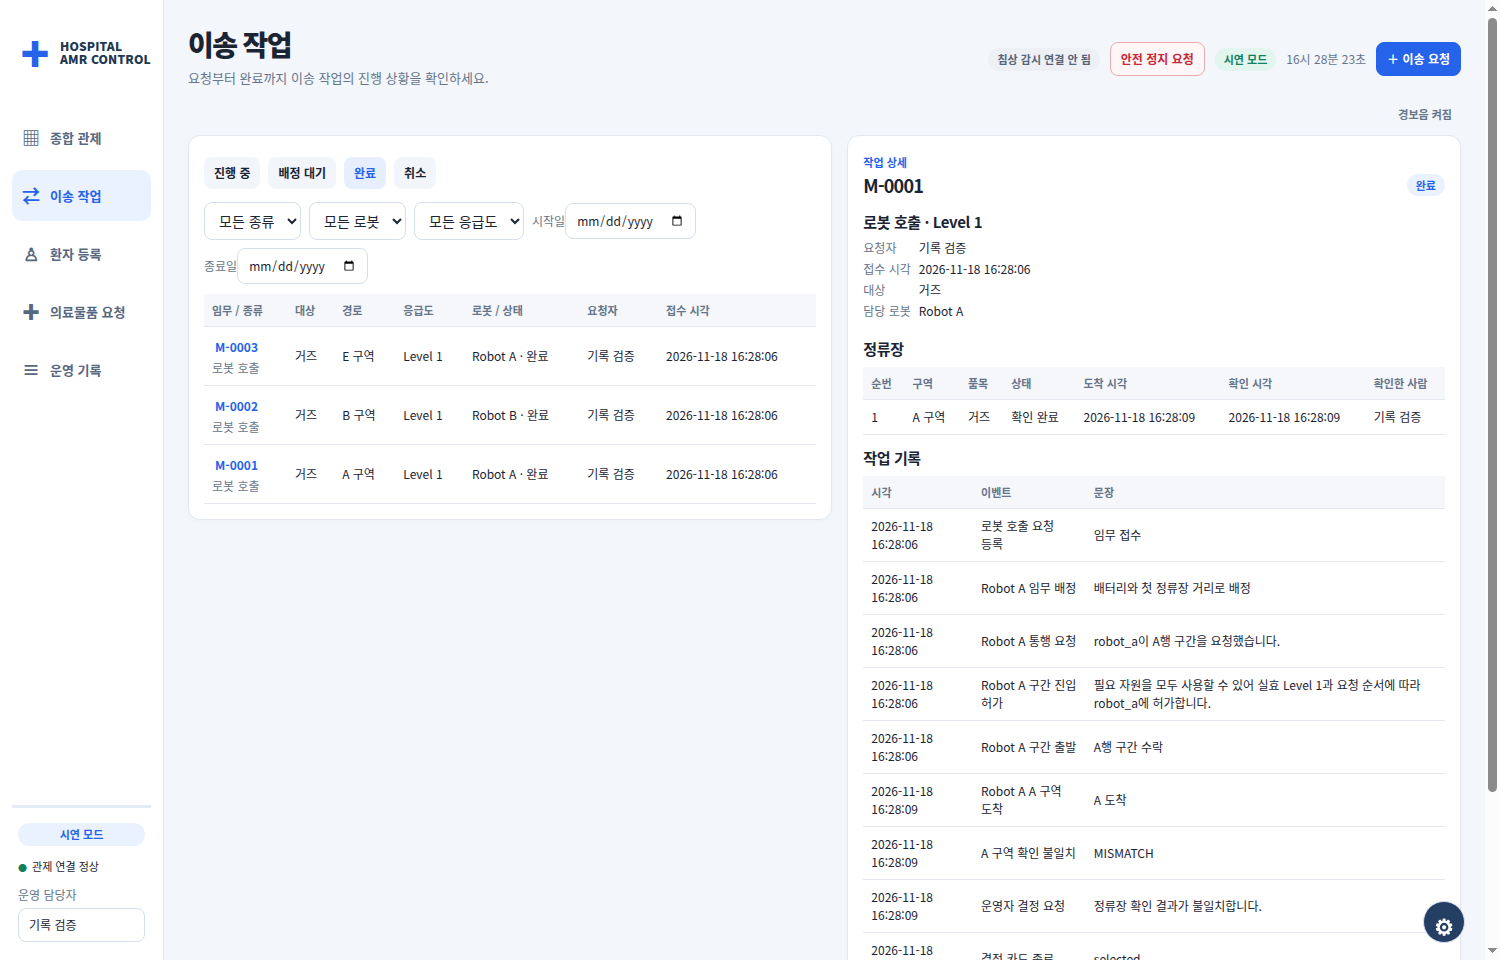 HOSPITAL
AMR CONTROL
종합 관제
이송 작업
환자 등록
의료물품 요청
운영 기록
시연 모드
관제 연결 정상
운영 담당자
기록 검증
이송 작업
요청부터 완료까지 이송 작업의 진행 상황을 확인하세요.
침상 감시 연결 안 됨
안전 정지 요청
시연 모드
16시 28분 23초
+ 이송 요청
경보음 켜짐
진행 중 배정 대기 완료 취소
모든 종류 모든 로봇 모든 응급도 시작일 mm/dd/yyyy
종료일 mm/dd/yyyy
임무 / 종류 대상 경로 응급도 로봇 / 상태 요청자 접수 시각
M-0003 거즈 E 구역 Level 1 Robot A · 완료 기록 검증 2026-11-18 16:28:06
로봇 호출
M-0002 거즈 B 구역 Level 1 Robot B · 완료 기록 검증 2026-11-18 16:28:06
로봇 호출
M-0001 거즈 A 구역 Level 1 Robot A · 완료 기록 검증 2026-11-18 16:28:06
로봇 호출
작업 상세
M-0001
완료
로봇 호출 · Level 1
요청자 기록 검증
접수 시각 2026-11-18 16:28:06
대상 거즈
담당 로봇 Robot A
정류장
순번 구역 품목 상태 도착 시각 확인 시각 확인한 사람
1 A 구역 거즈 확인 완료 2026-11-18 16:28:09 2026-11-18 16:28:09 기록 검증
작업 기록
시각 이벤트 문장
2026-11-18 16:28:06 로봇 호출 요청 등록 임무 접수
2026-11-18 16:28:06 Robot A 임무 배정 배터리와 첫 정류장 거리로 배정
2026-11-18 16:28:06 Robot A 통행 요청 robot_a이 A행 구간을 요청했습니다.
2026-11-18 16:28:06 Robot A 구간 진입 허가 필요 자원을 모두 사용할 수 있어 실효 Level 1과 요청 순서에 따라 robot_a에 허가합니다.
2026-11-18 16:28:06 Robot A 구간 출발 A행 구간 수락
2026-11-18 16:28:09 Robot A A 구역 도착 A 도착
2026-11-18 16:28:09 A 구역 확인 불일치 MISMATCH
2026-11-18 16:28:09 운영자 결정 요청 정류장 확인 결과가 불일치합니다.
2026-11-18 결정 카드 종료 selected